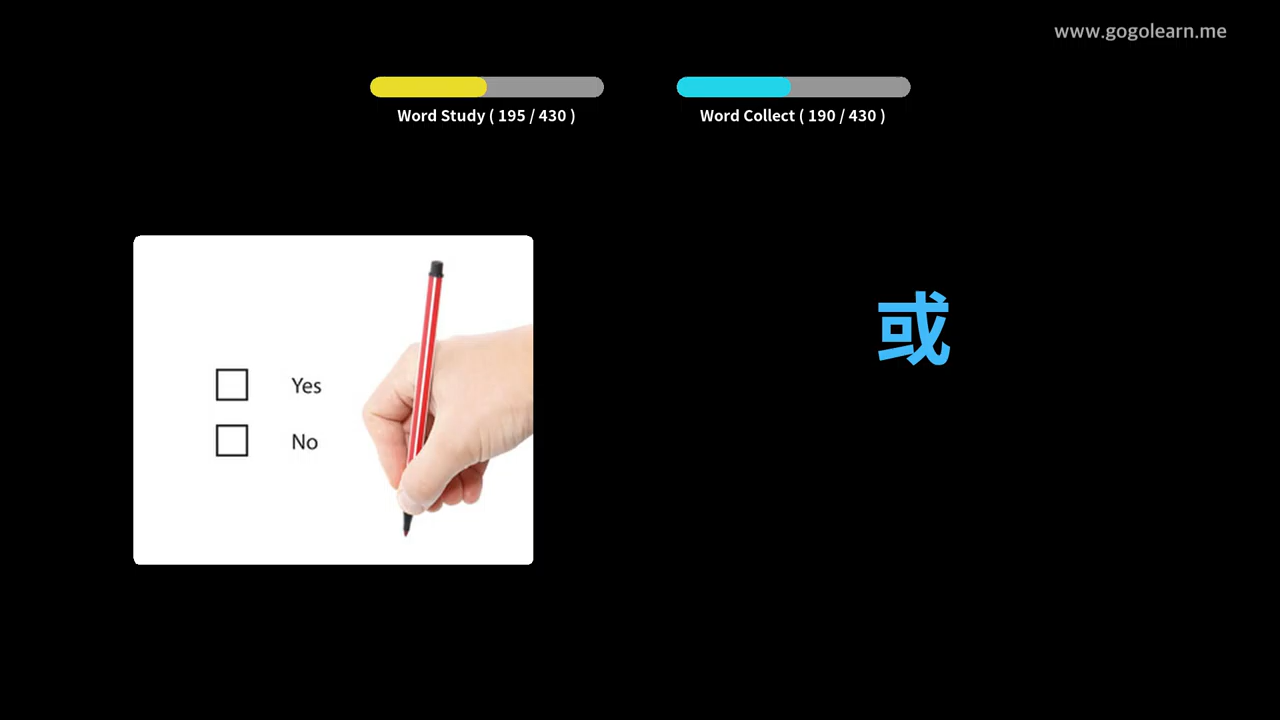 www.gogolearn.me
Word Study ( 195 / 430 )
Word Collect ( 190 / 430 )
或
Yes
No